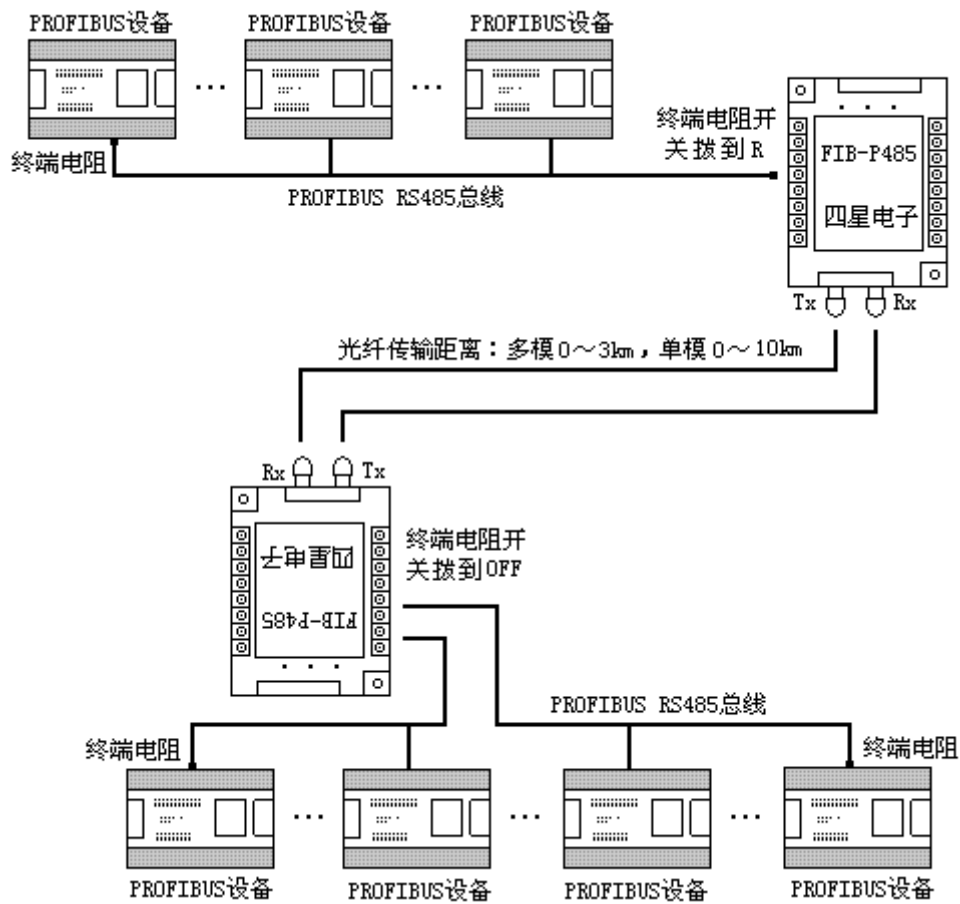 PROFIBUS设备 PROFIBUS设备 PROFIBUS设备
终端电阻
PROFIBUS RS485总线
终端电阻开
关拨到R
FIB-P485
四星电子
Tx Rx
光纤传输距离：多模0～3km，单模0～10km
Rx Tx
四星电子
FIB-P485
终端电阻开
关拨到OFF
PROFIBUS RS485总线
终端电阻 终端电阻
PROFIBUS设备 PROFIBUS设备 PROFIBUS设备 PROFIBUS设备